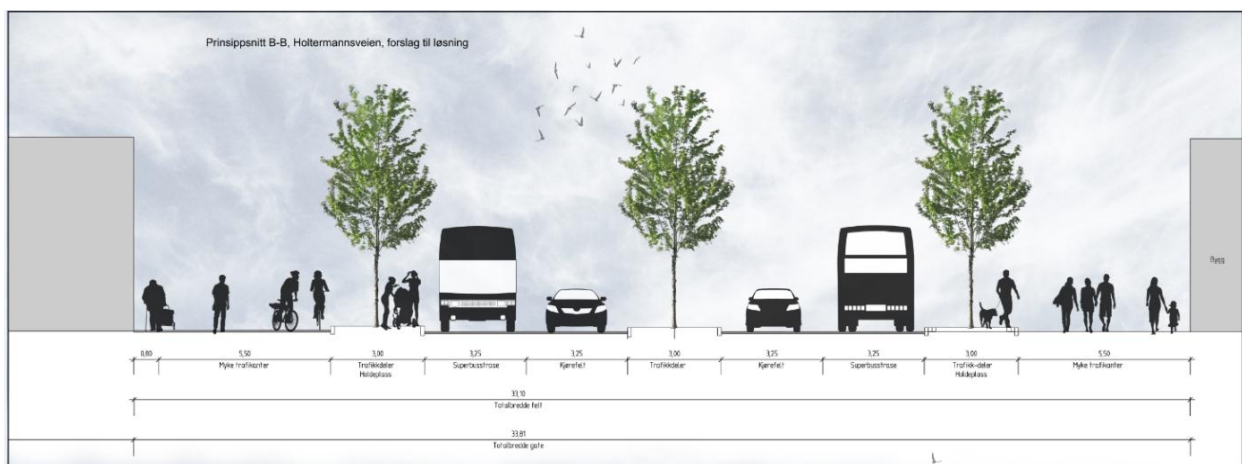 Prinsippsnitt B-B, Holtermannsveien, forslag til løsning
Bygg
0,80
5,50
3,00
3,25
3,25
3,00
3,25
3,25
3,00
5,50
Myke trafikanter
Trafikkdeler
Holdeplass
Superbusstrase
Kjørefelt
Trafikkdeler
Kjørefelt
Superbusstrase
Trafikk-deler
Holdeplass
Myke trafikanter
33,10
Totalbredde felt
33,81
Totalbredde gate